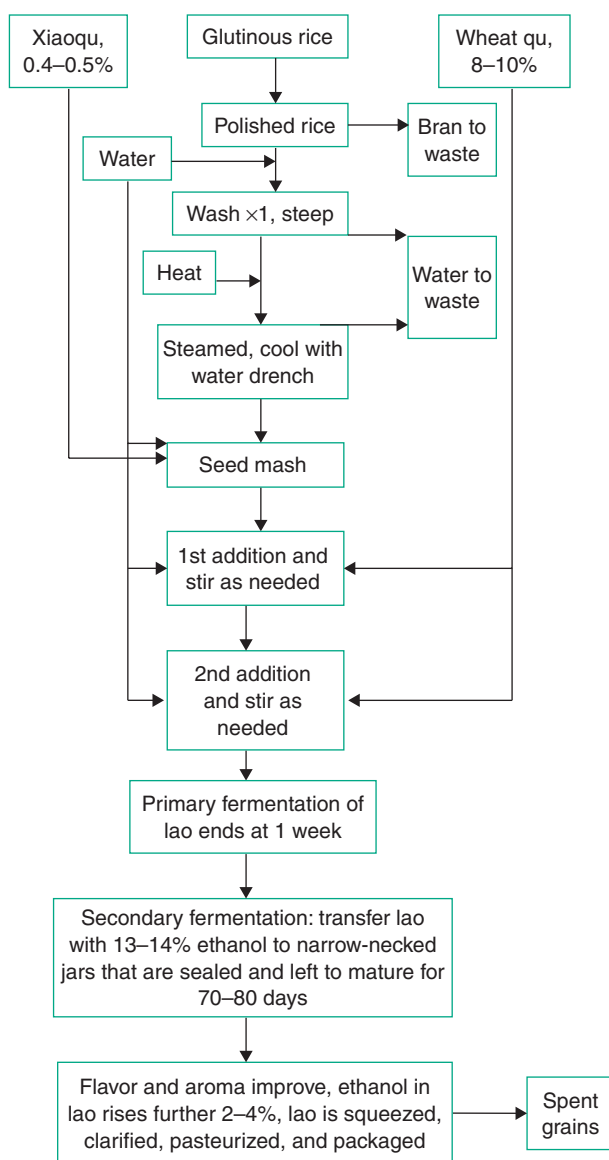 Xiaoqu,
0.4–0.5%
Glutinous rice
Wheat qu,
8–10%
Polished rice
Bran to
waste
Water
Wash ×1, steep
Heat
Water to
waste
Steamed, cool with
water drench
Seed mash
1st addition and
stir as needed
2nd addition
and stir as
needed
Primary fermentation of
lao ends at 1 week
Secondary fermentation: transfer lao
with 13–14% ethanol to narrow-necked
jars that are sealed and left to mature for
70–80 days
Flavor and aroma improve, ethanol in
lao rises further 2–4%, lao is squeezed,
clarified, pasteurized, and packaged
Spent
grains